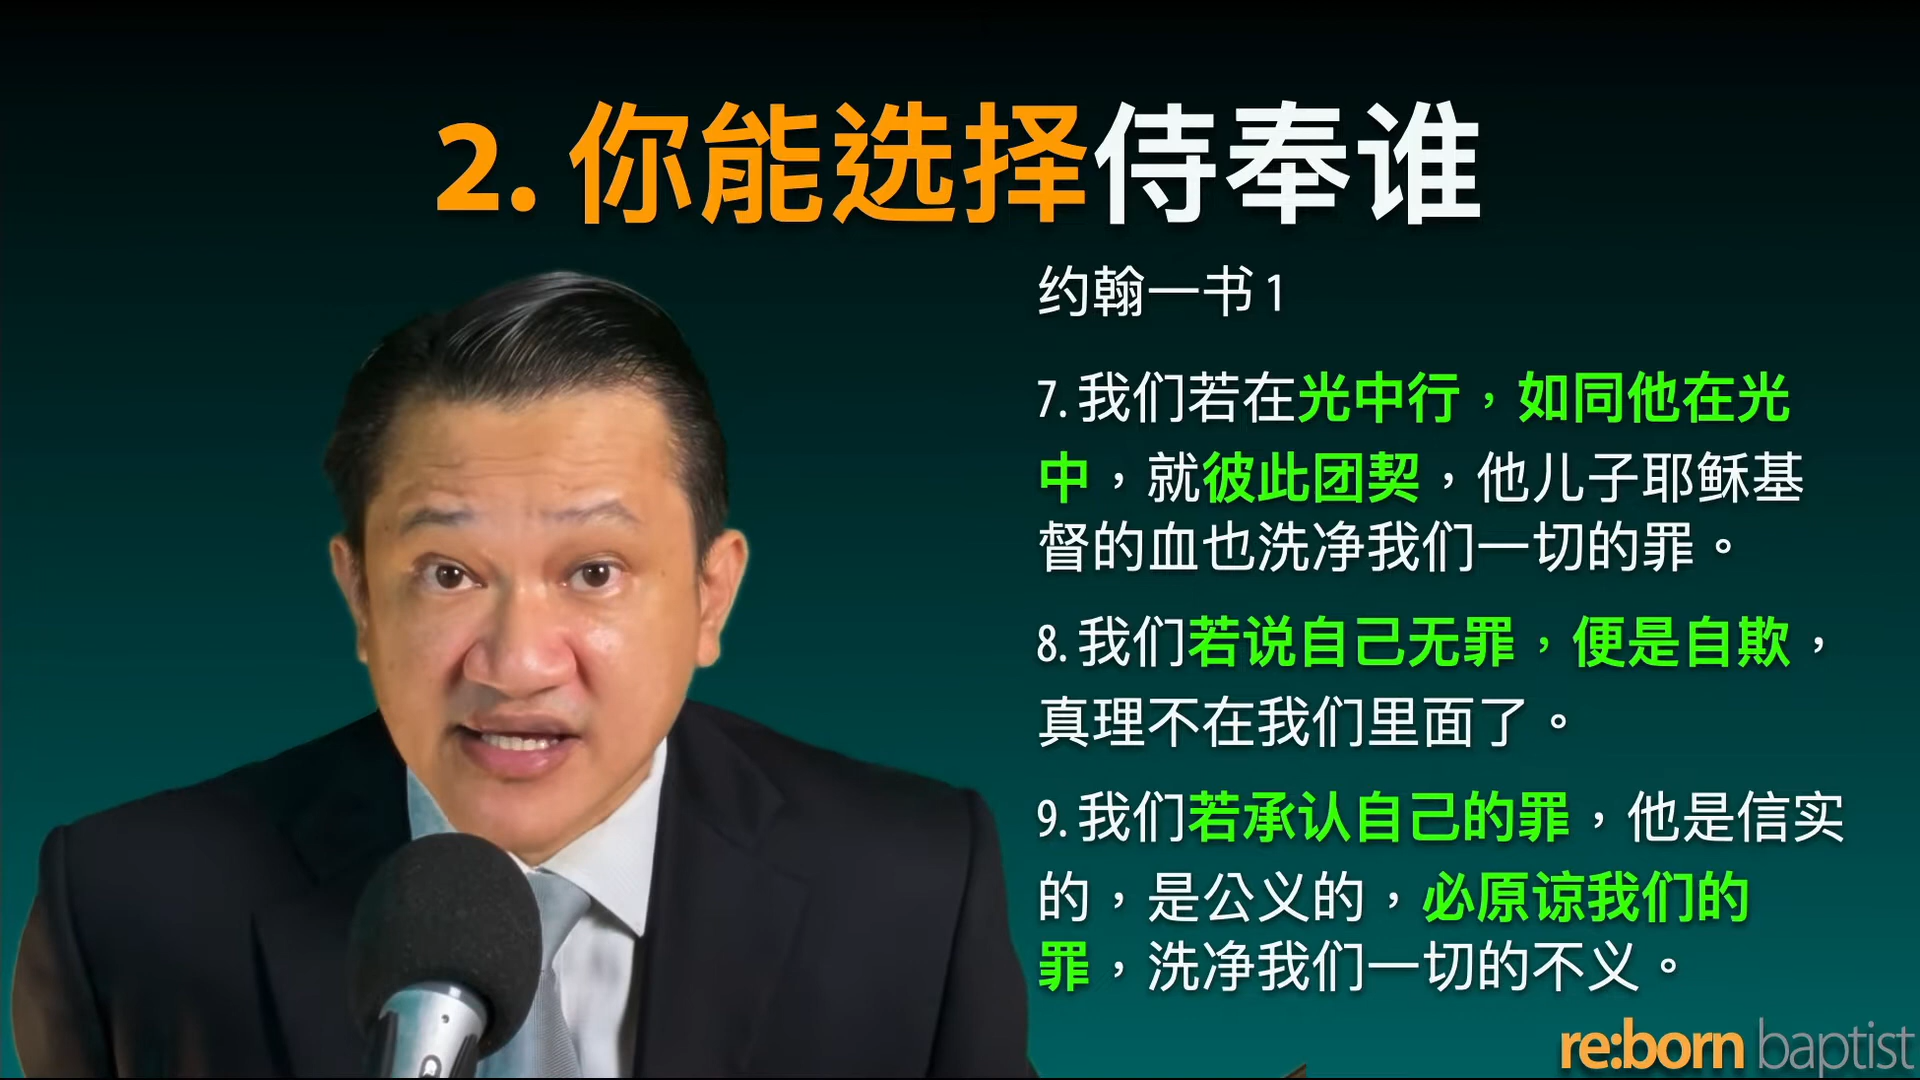 2. 你能选择侍奉谁
约翰一书 1
7. 我们若在光中行，如同他在光
中，就彼此团契，他儿子耶稣基
督的血也洗净我们一切的罪。
8. 我们若说自己无罪，便是自欺，
真理不在我们里面了。
9. 我们若承认自己的罪，他是信实
的，是公义的，必原谅我们的
罪，洗净我们一切的不义。
re:born baptist